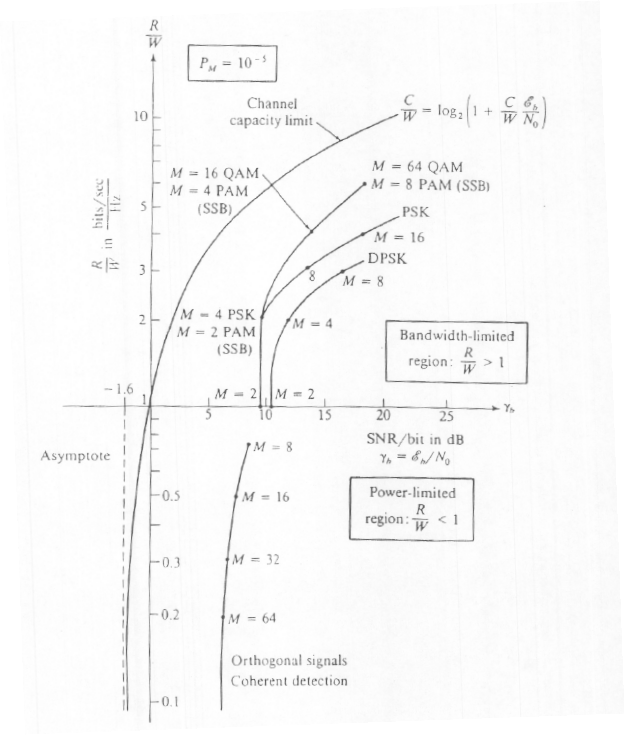 R
W
P_M = 10^-5
Channel
capacity limit
C/W = log₂(1 + C/W ℰ_b/N₀)
10
M = 16 QAM
M = 4 PAM
(SSB)
M = 64 QAM
M = 8 PAM (SSB)
5
PSK
M = 16
R/W in bits/sec/Hz
DPSK
3
8
M = 8
2
M = 4 PSK
M = 2 PAM
(SSB)
M = 4
Bandwidth-limited
region: R/W > 1
-1.6
1
M = 2
M = 2
5
10
15
20
25
γ_b
SNR/bit in dB
γ_b = ℰ_b/N₀
Asymptote
M = 8
0.5
M = 16
Power-limited
region: R/W < 1
0.3
M = 32
0.2
M = 64
Orthogonal signals
Coherent detection
0.1